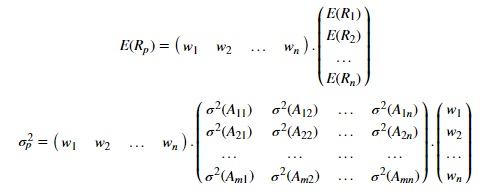 E(R_p) = ( w_1 w_2 ... w_n ) . ( E(R_1) E(R_2) ... E(R_n) )
σ_p^2 = ( w_1 w_2 ... w_n ) . ( σ^2(A_11) σ^2(A_12) ... σ^2(A_1n)
σ^2(A_21) σ^2(A_22) ... σ^2(A_2n)
... ... ... ...
σ^2(A_m1) σ^2(A_m2) ... σ^2(A_mn) ) . ( w_1 w_2 ... w_n )